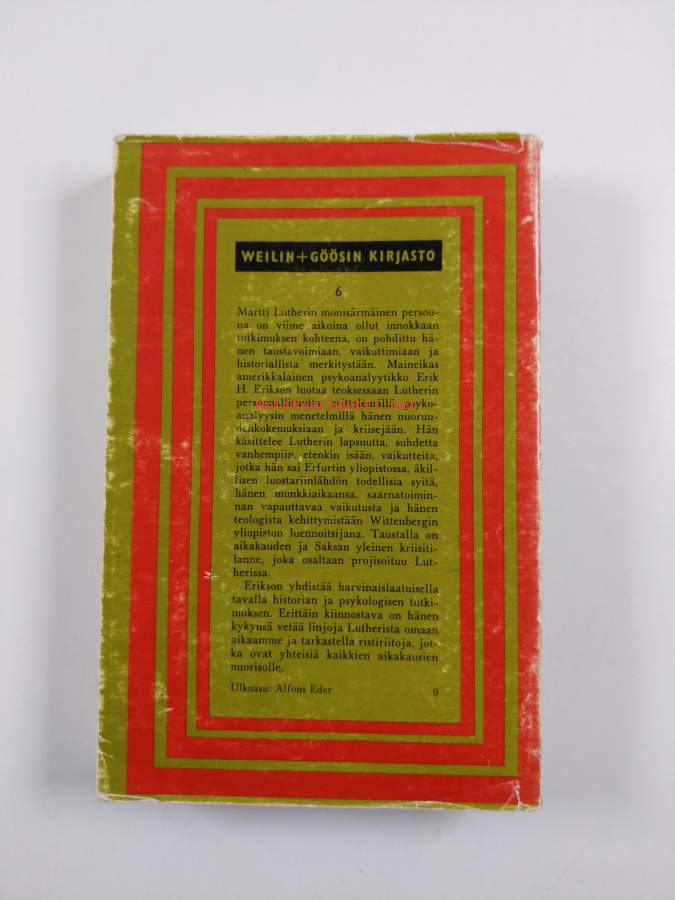 WEILIN+GÖÖSIN KIRJASTO
6
Martti Lutherin monisärmäinen persoo-
na on viime aikoina ollut innokkaan
tutkimuksen kohteena, on pohdittu hä-
nen taustavoimiaan, vaikuttimiaan ja
historiallista merkitystään. Maineikas
amerikkalainen psykoanalyytikko Erik
H. Erikson luotaa teoksessaan Lutherin
persoonallisuutta erittelemällä psyko-
analyysin menetelmillä hänen nuoruu-
denkokemuksiaan ja kriisejään. Hän
käsittelee Lutherin lapsuutta, suhdetta
vanhempiin, etenkin isään, vaikutteita,
jotka hän sai Erfurtin yliopistossa, äkil-
lisen luostariinlähdön todellisia syitä,
hänen munkkiaikaansa, saarnatoimin-
nan vapauttavaa vaikutusta ja hänen
teologista kehittymistään Wittenbergin
yliopiston luennoitsijana. Taustalla on
aikakauden ja Saksan yleinen kriisiti-
lanne, joka osaltaan projisoituu Lut-
herissa.
Erikson yhdistää harvinaislaatuisella
tavalla historian ja psykologisen tutki-
muksen. Erittäin kiinnostava on hänen
kykynsä vetää linjoja Lutherista omaan
aikaamme ja tarkastella ristiriitoja, jot-
ka ovat yhteisiä kaikkien aikakausien
nuorisolle.
Ulkoasu: Alfons Eder 9